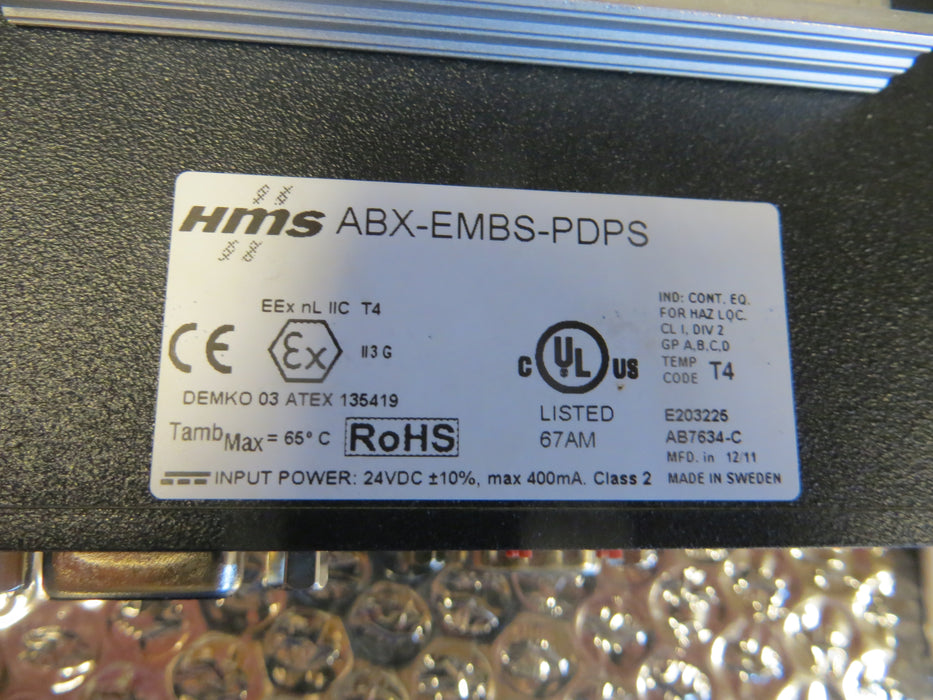 HMS ABX-EMBS-PDPS
EEx nL IIC T4
CE Ex II3 G
DEMKO 03 ATEX 135419
Tamb Max = 65° C RoHS
C UL US
LISTED
67AM
IND: CONT. EQ.
FOR HAZ LOC.
CL I, DIV 2
GP A,B,C,D
TEMP
CODE T4
E203225
AB7634-C
MFD. in 12/11
INPUT POWER: 24VDC ±10%, max 400mA. Class 2 MADE IN SWEDEN